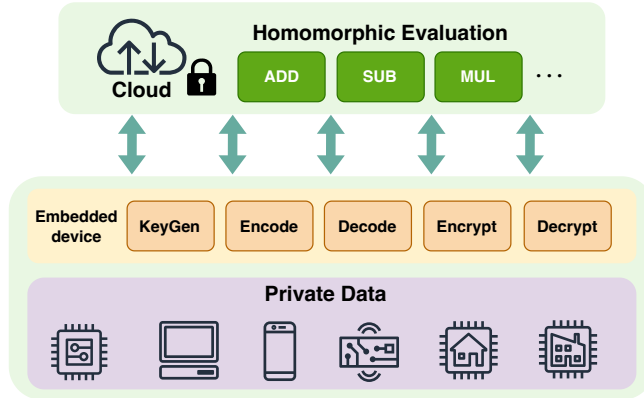 Homomorphic Evaluation
Cloud
ADD
SUB
MUL
...
Embedded
device
KeyGen
Encode
Decode
Encrypt
Decrypt
Private Data